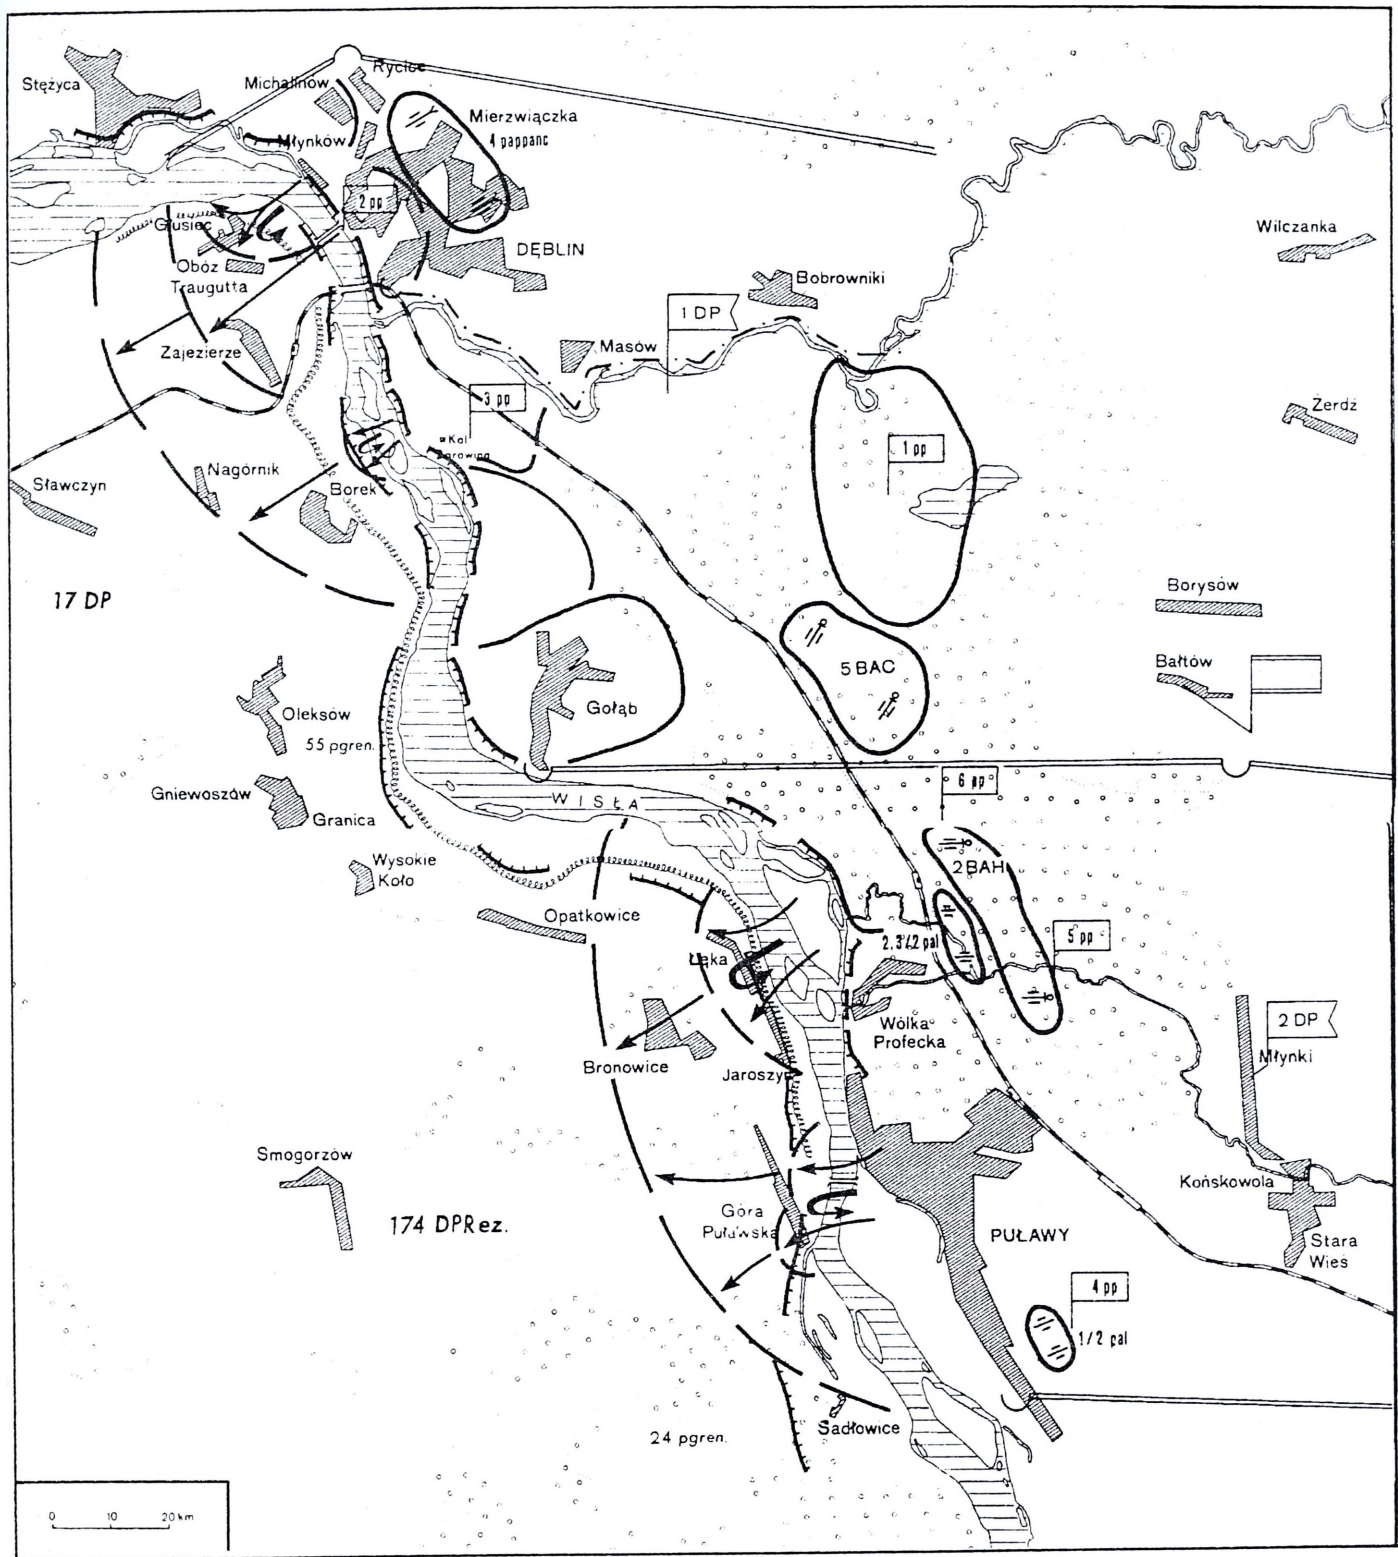 Rycice
Stężyca
Michalinów
Mierzwiączka
4 pappanc
Młynków
2 pp
Głusiec
DĘBLIN
Wilczanka
Obóz
Traugutta
Bobrowniki
1 DP
Zajezierze
Masów
3 pp
Żerdź
Kol
1 pp
Nagórnik
Sławczyn
Borek
17 DP
Borysów
5 BAC
Bałtów
Oleksów
55 pgren.
Gołąb
6 pp
Gniewoszów
Granica
WISŁA
Wysokie
Koło
2 BAH
Opatkowice
5 pp
Łęka
2 DP
Wólka
Profecka
Młynki
Bronowice
Jaroszyn
Smogorzów
Końskowola
174 DPRez.
Góra
Puławska
PUŁAWY
Stara
Wieś
4 pp
1/2 pal
Sadłowice
24 pgren.
0 10 20 km